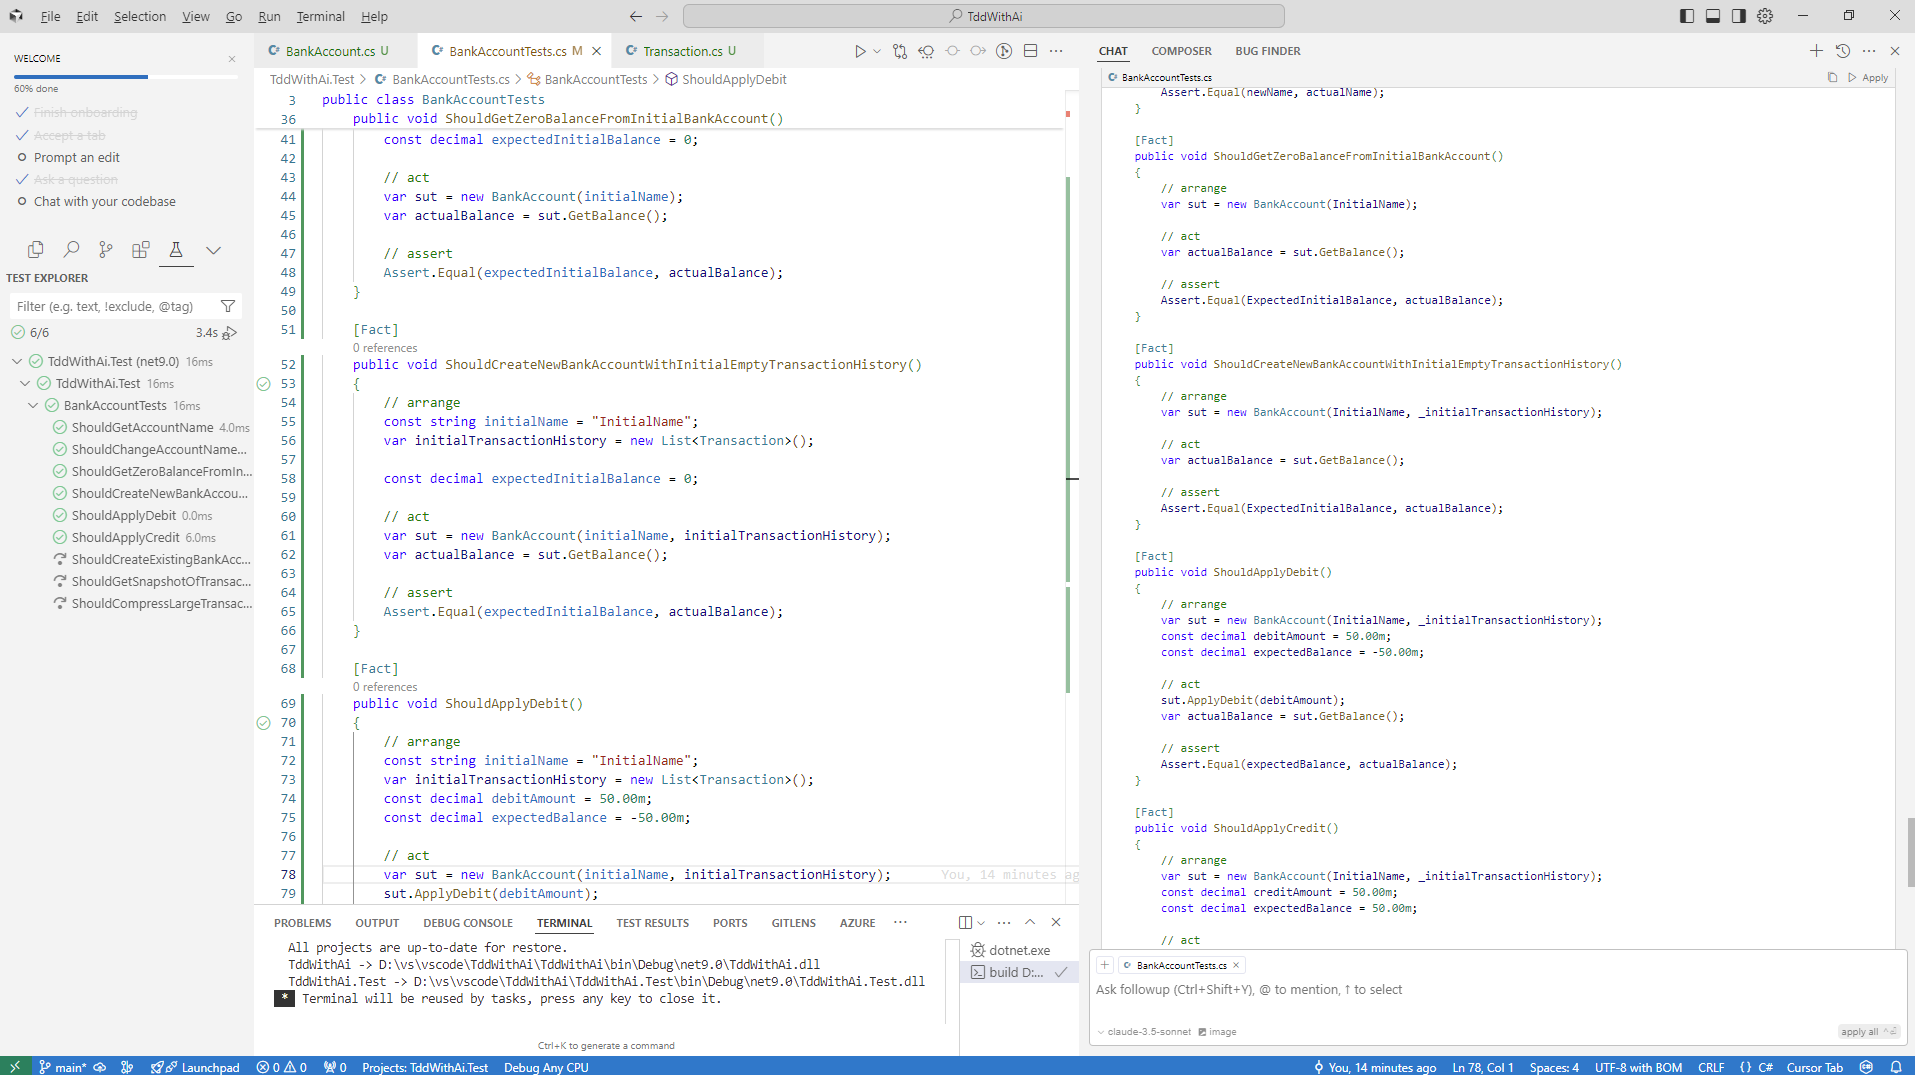 File Edit Selection View Go Run Terminal Help
TddWithAi
WELCOME
60% done
Finish onboarding
Accept a tab
Prompt an edit
Ask a question
Chat with your codebase
TEST EXPLORER
Filter (e.g. text, !exclude, @tag)
6/6 3.4s
TddWithAi.Test (net9.0) 16ms
TddWithAi.Test 16ms
BankAccountTests 16ms
ShouldGetAccountName 4.0ms
ShouldChangeAccountName...
ShouldGetZeroBalanceFromIn...
ShouldCreateNewBankAccou...
ShouldApplyDebit 0.0ms
ShouldApplyCredit 6.0ms
ShouldCreateExistingBankAcc...
ShouldGetSnapshotOfTransac...
ShouldCompressLargeTransac...
BankAccount.cs U BankAccountTests.cs M Transaction.cs U
TddWithAi.Test > BankAccountTests.cs > BankAccountTests > ShouldApplyDebit
3 public class BankAccountTests
36 public void ShouldGetZeroBalanceFromInitialBankAccount()
41 const decimal expectedInitialBalance = 0;
42
43 // act
44 var sut = new BankAccount(initialName);
45 var actualBalance = sut.GetBalance();
46
47 // assert
48 Assert.Equal(expectedInitialBalance, actualBalance);
49 }
50
51 [Fact]
0 references
52 public void ShouldCreateNewBankAccountWithInitialEmptyTransactionHistory()
53 {
54 // arrange
55 const string initialName = "InitialName";
56 var initialTransactionHistory = new List<Transaction>();
57
58 const decimal expectedInitialBalance = 0;
59
60 // act
61 var sut = new BankAccount(initialName, initialTransactionHistory);
62 var actualBalance = sut.GetBalance();
63
64 // assert
65 Assert.Equal(expectedInitialBalance, actualBalance);
66 }
67
68 [Fact]
0 references
69 public void ShouldApplyDebit()
70 {
71 // arrange
72 const string initialName = "InitialName";
73 var initialTransactionHistory = new List<Transaction>();
74 const decimal debitAmount = 50.00m;
75 const decimal expectedBalance = -50.00m;
76
77 // act
78 var sut = new BankAccount(initialName, initialTransactionHistory); You, 14 minutes ag
79 sut.ApplyDebit(debitAmount);
PROBLEMS OUTPUT DEBUG CONSOLE TERMINAL TEST RESULTS PORTS GITLENS AZURE ...
All projects are up-to-date for restore.
TddWithAi -> D:\vs\vscode\TddWithAi\TddWithAi\bin\Debug\net9.0\TddWithAi.dll
TddWithAi.Test -> D:\vs\vscode\TddWithAi\TddWithAi.Test\bin\Debug\net9.0\TddWithAi.Test.dll
* Terminal will be reused by tasks, press any key to close it.
dotnet.exe
build D:...
Ctrl+K to generate a command
CHAT COMPOSER BUG FINDER
BankAccountTests.cs Apply
Assert.Equal(newName, actualName);
}
[Fact]
public void ShouldGetZeroBalanceFromInitialBankAccount()
{
// arrange
var sut = new BankAccount(InitialName);
// act
var actualBalance = sut.GetBalance();
// assert
Assert.Equal(ExpectedInitialBalance, actualBalance);
}
[Fact]
public void ShouldCreateNewBankAccountWithInitialEmptyTransactionHistory()
{
// arrange
var sut = new BankAccount(InitialName, _initialTransactionHistory);
// act
var actualBalance = sut.GetBalance();
// assert
Assert.Equal(ExpectedInitialBalance, actualBalance);
}
[Fact]
public void ShouldApplyDebit()
{
// arrange
var sut = new BankAccount(InitialName, _initialTransactionHistory);
const decimal debitAmount = 50.00m;
const decimal expectedBalance = -50.00m;
// act
sut.ApplyDebit(debitAmount);
var actualBalance = sut.GetBalance();
// assert
Assert.Equal(expectedBalance, actualBalance);
}
[Fact]
public void ShouldApplyCredit()
{
// arrange
var sut = new BankAccount(InitialName, _initialTransactionHistory);
const decimal creditAmount = 50.00m;
const decimal expectedBalance = 50.00m;
// act
+ BankAccountTests.cs
Ask followup (Ctrl+Shift+Y), @ to mention, ↑ to select
claude-3.5-sonnet image apply all
main* Launchpad 0 0 0 Projects: TddWithAi.Test Debug Any CPU You, 14 minutes ago Ln 78, Col 1 Spaces: 4 UTF-8 with BOM CRLF {} C# Cursor Tab